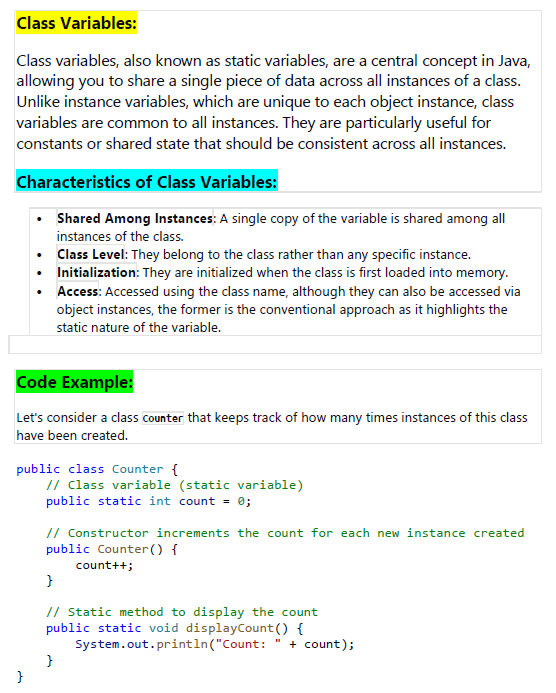 Class Variables:
Class variables, also known as static variables, are a central concept in Java,
allowing you to share a single piece of data across all instances of a class.
Unlike instance variables, which are unique to each object instance, class
variables are common to all instances. They are particularly useful for
constants or shared state that should be consistent across all instances.
Characteristics of Class Variables:
• Shared Among Instances: A single copy of the variable is shared among all
instances of the class.
• Class Level: They belong to the class rather than any specific instance.
• Initialization: They are initialized when the class is first loaded into memory.
• Access: Accessed using the class name, although they can also be accessed via
object instances, the former is the conventional approach as it highlights the
static nature of the variable.
Code Example:
Let's consider a class Counter that keeps track of how many times instances of this class
have been created.
public class Counter {
    // Class variable (static variable)
    public static int count = 0;
    // Constructor increments the count for each new instance created
    public Counter() {
        count++;
    }
    // Static method to display the count
    public static void displayCount() {
        System.out.println("Count: " + count);
    }
}